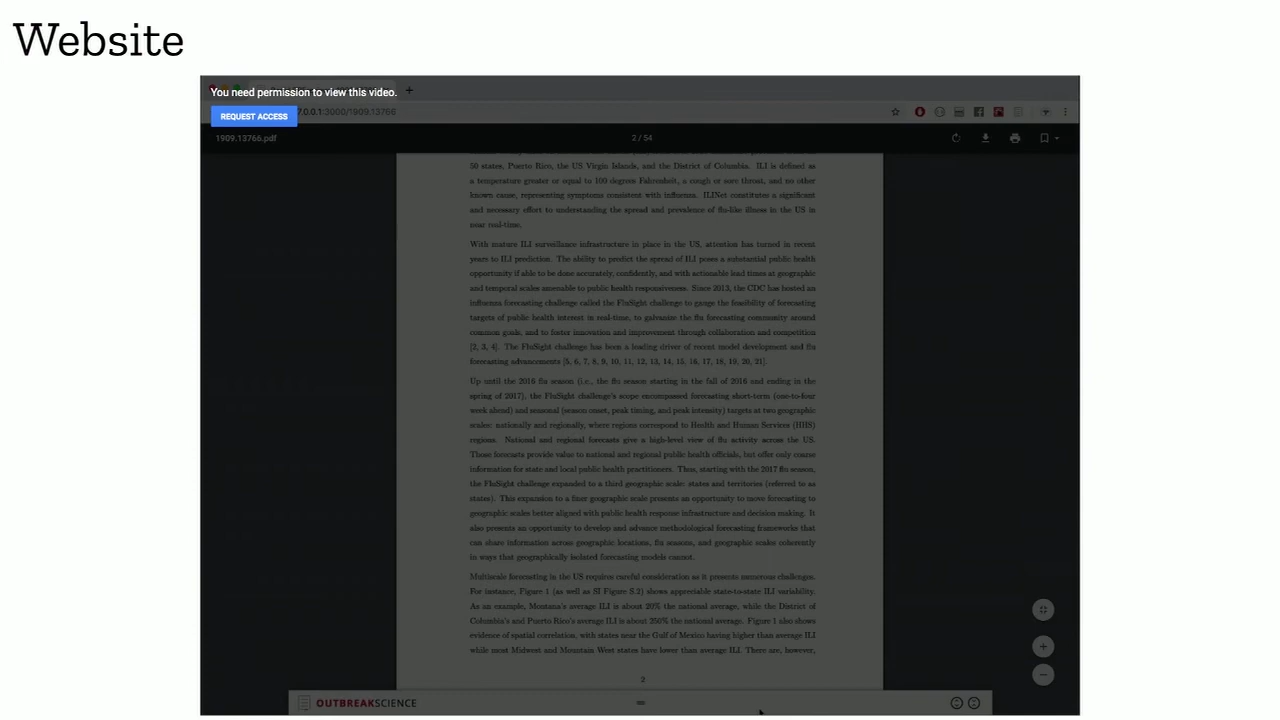 Website
You need permission to view this video.
REQUEST ACCESS
7.0.0.1:3000/1909.13766
1909.13766.pdf
2 / 54
50 states, Puerto Rico, the US Virgin Islands, and the District of Columbia. ILI is defined as
a temperature greater or equal to 100 degrees Fahrenheit, a cough or sore throat, and no other
known cause, representing symptoms consistent with influenza. ILINet constitutes a significant
and necessary effort to understanding the spread and prevalence of flu-like illness in the US in
near real-time.
With mature ILI surveillance infrastructure in place in the US, attention has turned in recent
years to ILI prediction. The ability to predict the spread of ILI poses a substantial public health
opportunity if able to be done accurately, confidently, and with actionable lead times at geographic
and temporal scales amenable to public health responsiveness. Since 2013, the CDC has hosted an
influenza forecasting challenge called the FluSight challenge to gauge the feasibility of forecasting
targets of public health interest in real-time, to galvanize the flu forecasting community around
common goals, and to foster innovation and improvement through collaboration and competition
[2, 3, 4]. The FluSight challenge has been a leading driver of recent model development and flu
forecasting advancements [5, 6, 7, 8, 9, 10, 11, 12, 13, 14, 15, 16, 17, 18, 19, 20, 21].
Up until the 2016 flu season (i.e., the flu season starting in the fall of 2016 and ending in the
spring of 2017), the FluSight challenge's scope encompassed forecasting short-term (one-to-four
week ahead) and seasonal (season onset, peak timing, and peak intensity) targets at two geographic
scales: nationally and regionally, where regions correspond to Health and Human Services (HHS)
regions. National and regional forecasts give a high-level view of flu activity across the US.
Those forecasts provide value to national and regional public health officials, but offer only coarse
information for state and local public health practitioners. Thus, starting with the 2017 flu season,
the FluSight challenge expanded to a third geographic scale: states and territories (referred to as
states). This expansion to a finer geographic scale presents an opportunity to move forecasting to
geographic scales better aligned with public health response infrastructure and decision making. It
also presents an opportunity to develop and advance methodological forecasting frameworks that
can share information across geographic locations, flu seasons, and geographic scales coherently
in ways that geographically isolated forecasting models cannot.
Multiscale forecasting in the US requires careful consideration as it presents numerous challenges.
For instance, Figure 1 (as well as SI Figure S.2) shows appreciable state-to-state ILI variability.
As an example, Montana's average ILI is about 20% the national average, while the District of
Columbia's and Puerto Rico's average ILI is about 250% the national average. Figure 1 also shows
evidence of spatial correlation, with states near the Gulf of Mexico having higher than average ILI
while most Midwest and Mountain West states have lower than average ILI. There are, however,
2
OUTBREAKSCIENCE